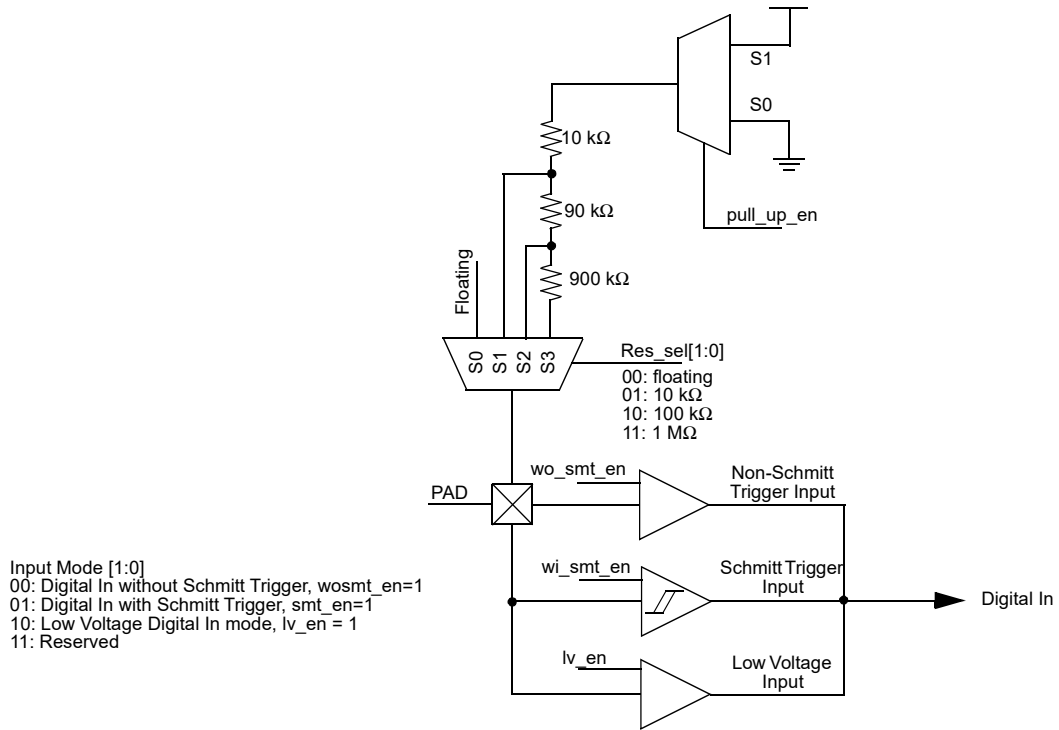 S1
S0
10 kΩ
90 kΩ
pull_up_en
Floating
900 kΩ
S0
S1
S2
S3
Res_sel[1:0]
00: floating
01: 10 kΩ
10: 100 kΩ
11: 1 MΩ
wo_smt_en
Non-Schmitt
Trigger Input
PAD
Input Mode [1:0]
00: Digital In without Schmitt Trigger, wosmt_en=1
01: Digital In with Schmitt Trigger, smt_en=1
10: Low Voltage Digital In mode, lv_en = 1
11: Reserved
wi_smt_en
Schmitt Trigger
Input
Digital In
lv_en
Low Voltage
Input